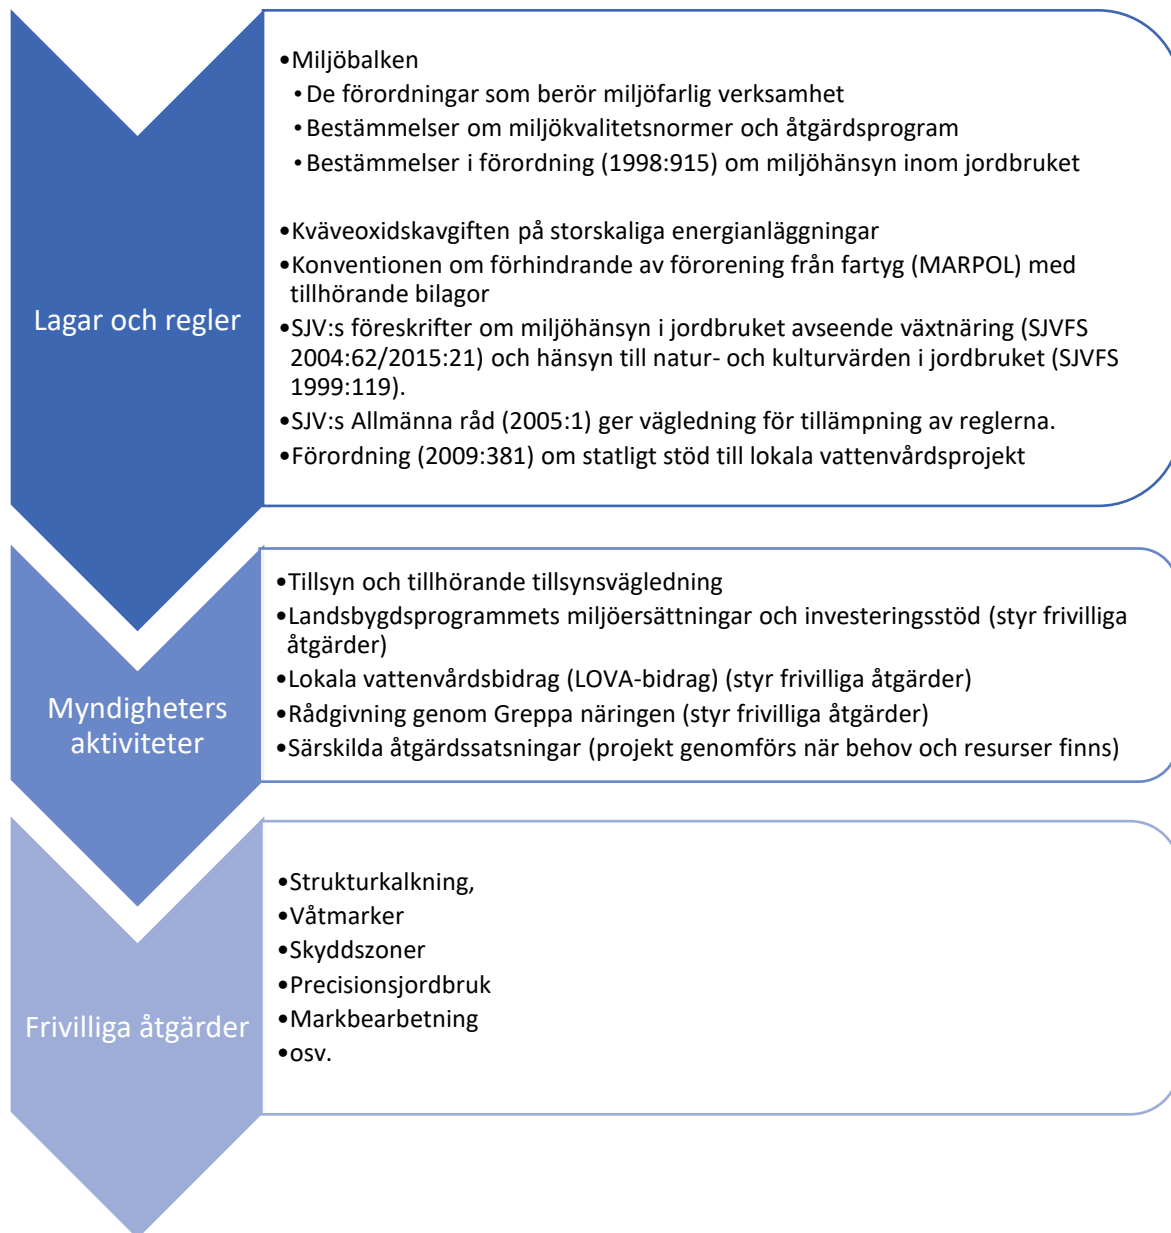 Lagar och regler
•Miljöbalken
•De förordningar som berör miljöfarlig verksamhet
•Bestämmelser om miljökvalitetsnormer och åtgärdsprogram
•Bestämmelser i förordning (1998:915) om miljöhänsyn inom jordbruket
•Kväveoxidskavgiften på storskaliga energianläggningar
•Konventionen om förhindrande av förorening från fartyg (MARPOL) med
tillhörande bilagor
•SJV:s föreskrifter om miljöhänsyn i jordbruket avseende växtnäring (SJVFS
2004:62/2015:21) och hänsyn till natur- och kulturvärden i jordbruket (SJVFS
1999:119).
•SJV:s Allmänna råd (2005:1) ger vägledning för tillämpning av reglerna.
•Förordning (2009:381) om statligt stöd till lokala vattenvårdsprojekt
Myndigheters
aktiviteter
•Tillsyn och tillhörande tillsynsvägledning
•Landsbygdsprogrammets miljöersättningar och investeringsstöd (styr frivilliga
åtgärder)
•Lokala vattenvårdsbidrag (LOVA-bidrag) (styr frivilliga åtgärder)
•Rådgivning genom Greppa näringen (styr frivilliga åtgärder)
•Särskilda åtgärdssatsningar (projekt genomförs när behov och resurser finns)
Frivilliga åtgärder
•Strukturkalkning,
•Våtmarker
•Skyddszoner
•Precisionsjordbruk
•Markbearbetning
•osv.